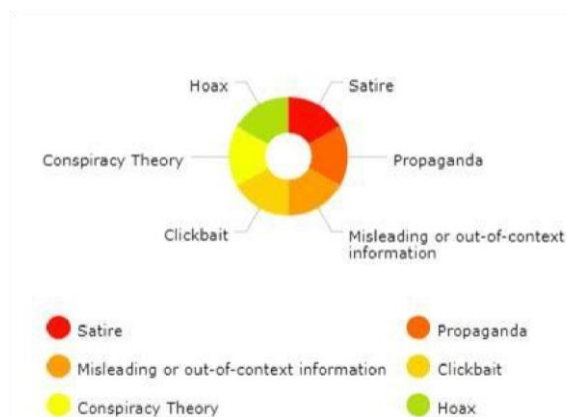 Hoax
Satire
Conspiracy Theory
Propaganda
Clickbait
Misleading or out-of-context
information
Satire
Propaganda
Misleading or out-of-context information
Clickbait
Conspiracy Theory
Hoax